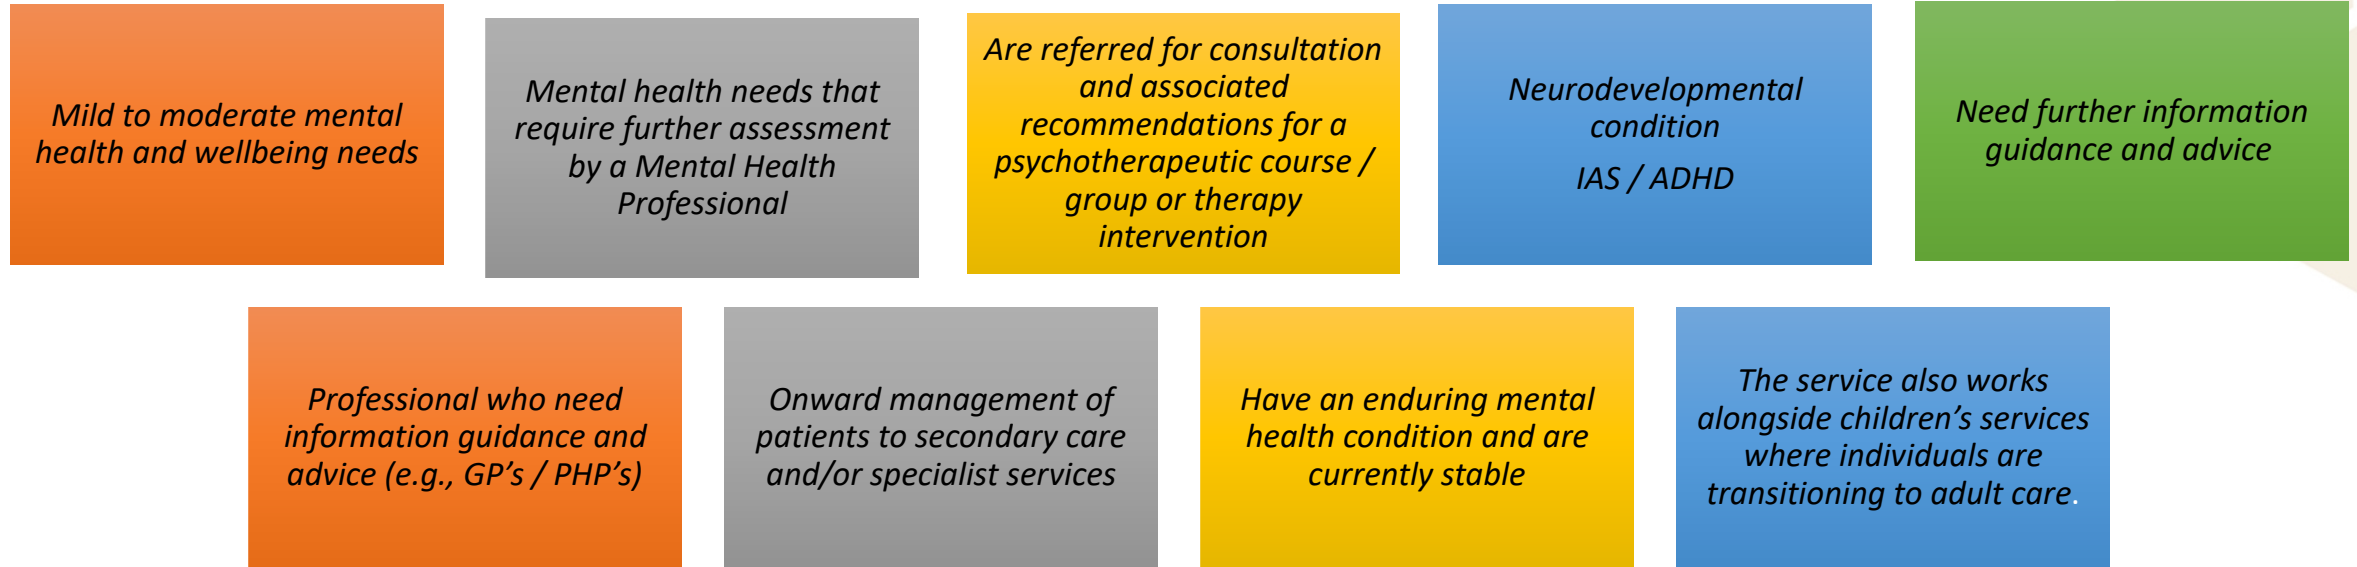 Mild to moderate mental
health and wellbeing needs
Mental health needs that
require further assessment
by a Mental Health
Professional
Are referred for consultation
and associated
recommendations for a
psychotherapeutic course /
group or therapy
intervention
Neurodevelopmental
condition
IAS / ADHD
Need further information
guidance and advice
Professional who need
information guidance and
advice (e.g., GP’s / PHP’s)
Onward management of
patients to secondary care
and/or specialist services
Have an enduring mental
health condition and are
currently stable
The service also works
alongside children’s services
where individuals are
transitioning to adult care.